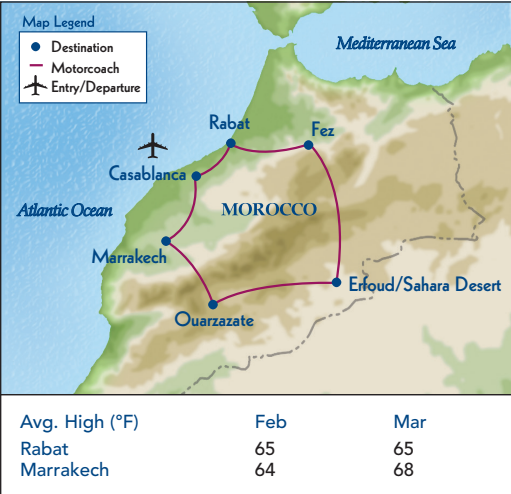 Map Legend
Destination
Motorcoach
Entry/Departure
Mediterranean Sea
Rabat
Fez
Casablanca
Atlantic Ocean
MOROCCO
Marrakech
Erfoud/Sahara Desert
Ouarzazate
Avg. High (°F) Feb Mar
Rabat 65 65
Marrakech 64 68